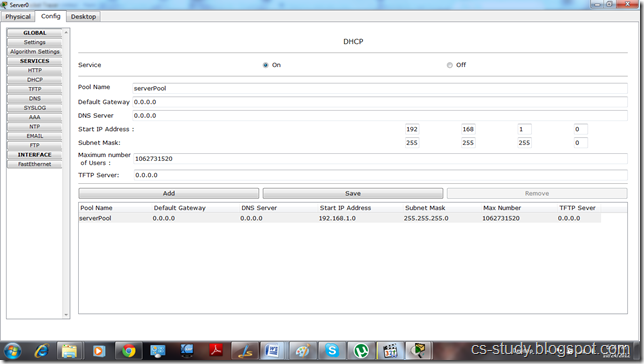 Server0
Physical Config Desktop
GLOBAL
Settings
Algorithm Settings
SERVICES
HTTP
DHCP
TFTP
DNS
SYSLOG
AAA
NTP
EMAIL
FTP
INTERFACE
FastEthernet
DHCP
Service On Off
Pool Name serverPool
Default Gateway 0.0.0.0
DNS Server 0.0.0.0
Start IP Address : 192 168 1 0
Subnet Mask: 255 255 255 0
Maximum number
of Users : 1062731520
TFTP Server: 0.0.0.0
Add Save Remove
Pool Name Default Gateway DNS Server Start IP Address Subnet Mask Max Number TFTP Sever
serverPool 0.0.0.0 0.0.0.0 192.168.1.0 255.255.255.0 1062731520 0.0.0.0
cs-study.blogspot.com